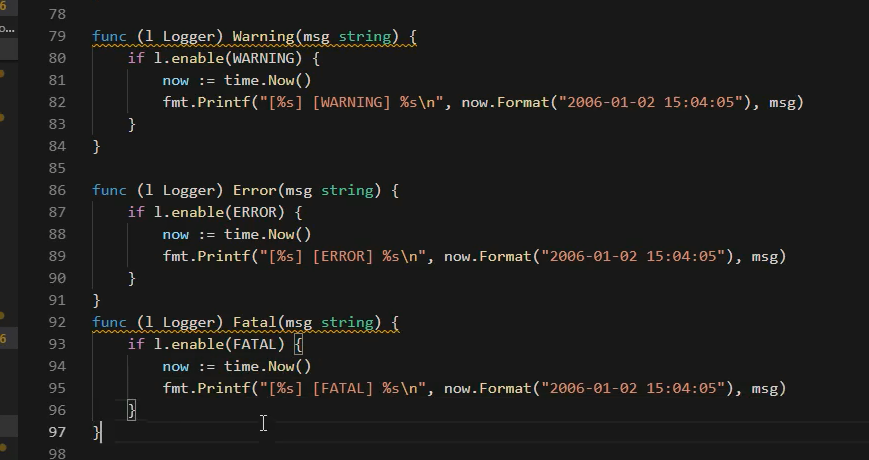 6
o...
78
79 func (l Logger) Warning(msg string) {
80 if l.enable(WARNING) {
81 now := time.Now()
82 fmt.Printf("[%s] [WARNING] %s\n", now.Format("2006-01-02 15:04:05"), msg)
83 }
84 }
85
86 func (l Logger) Error(msg string) {
87 if l.enable(ERROR) {
88 now := time.Now()
89 fmt.Printf("[%s] [ERROR] %s\n", now.Format("2006-01-02 15:04:05"), msg)
90 }
91 }
92 func (l Logger) Fatal(msg string) {
6
93 if l.enable(FATAL) {
94 now := time.Now()
95 fmt.Printf("[%s] [FATAL] %s\n", now.Format("2006-01-02 15:04:05"), msg)
96 }
97 }
98